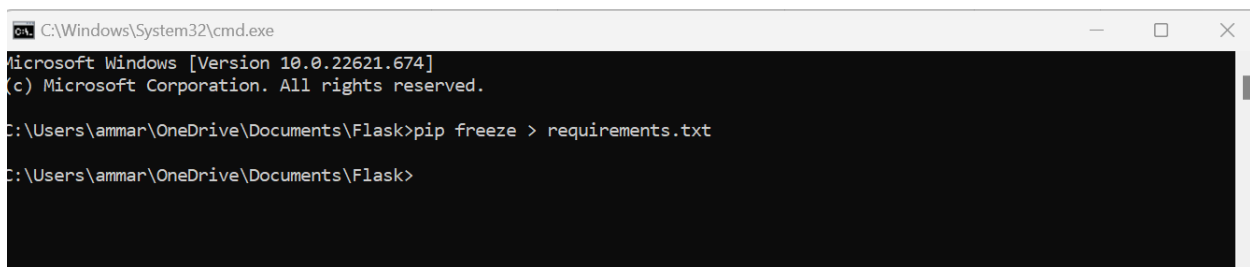 C:\Windows\System32\cmd.exe
Microsoft Windows [Version 10.0.22621.674]
(c) Microsoft Corporation. All rights reserved.
C:\Users\ammar\OneDrive\Documents\Flask>pip freeze > requirements.txt
C:\Users\ammar\OneDrive\Documents\Flask>